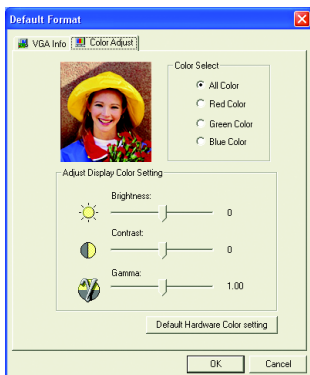 Default Format
VGA Info
Color Adjust
Color Select
All Color
Red Color
Green Color
Blue Color
Adjust Display Color Setting
Brightness:
0
Contrast:
0
Gamma:
1.00
Default Hardware Color setting
OK
Cancel